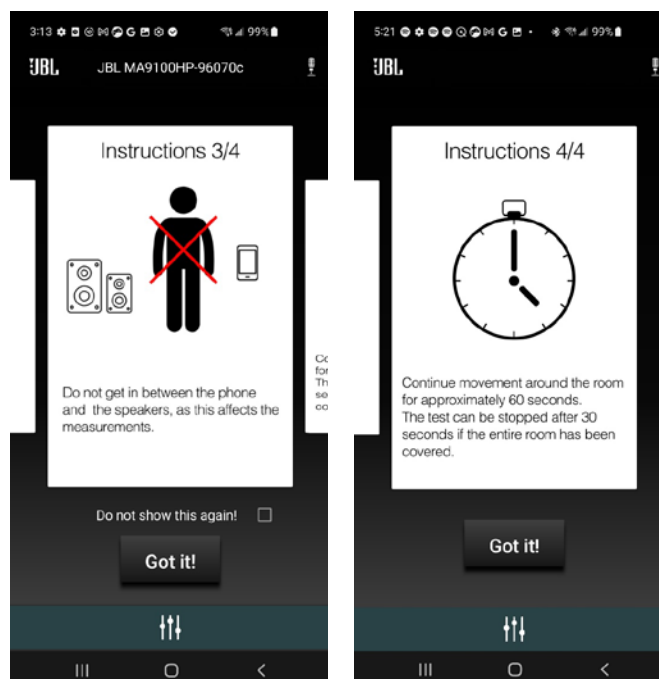 3:13
99%
JBL
JBL MA9100HP-96070c
Instructions 3/4
Do not get in between the phone
and the speakers, as this affects the
measurements.
Do not show this again!
Got it!
5:21
99%
JBL
Instructions 4/4
Continue movement around the room
for approximately 60 seconds.
The test can be stopped after 30
seconds if the entire room has been
covered.
Got it!